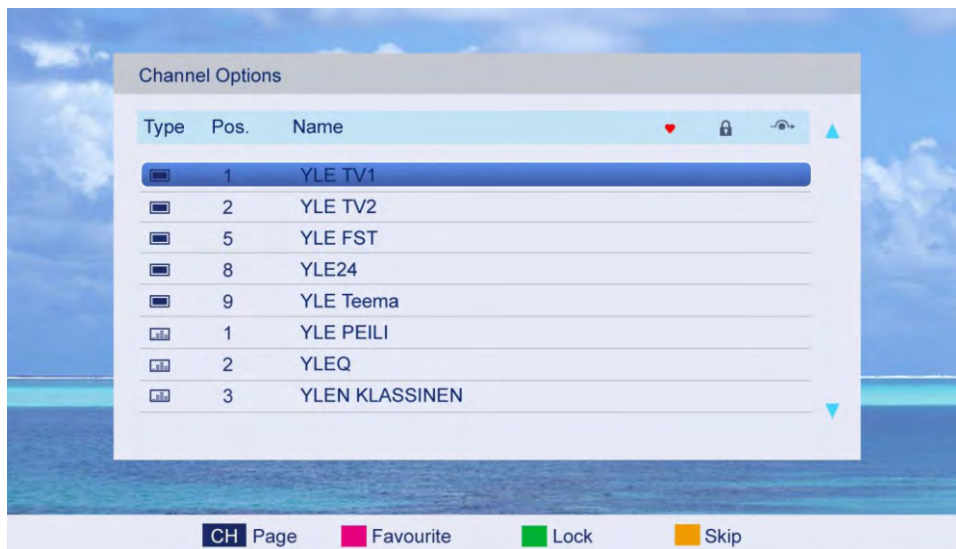 Channel Options
Type Pos. Name
1 YLE TV1
2 YLE TV2
5 YLE FST
8 YLE24
9 YLE Teema
1 YLE PEILI
2 YLEQ
3 YLEN KLASSINEN
CH Page Favourite Lock Skip